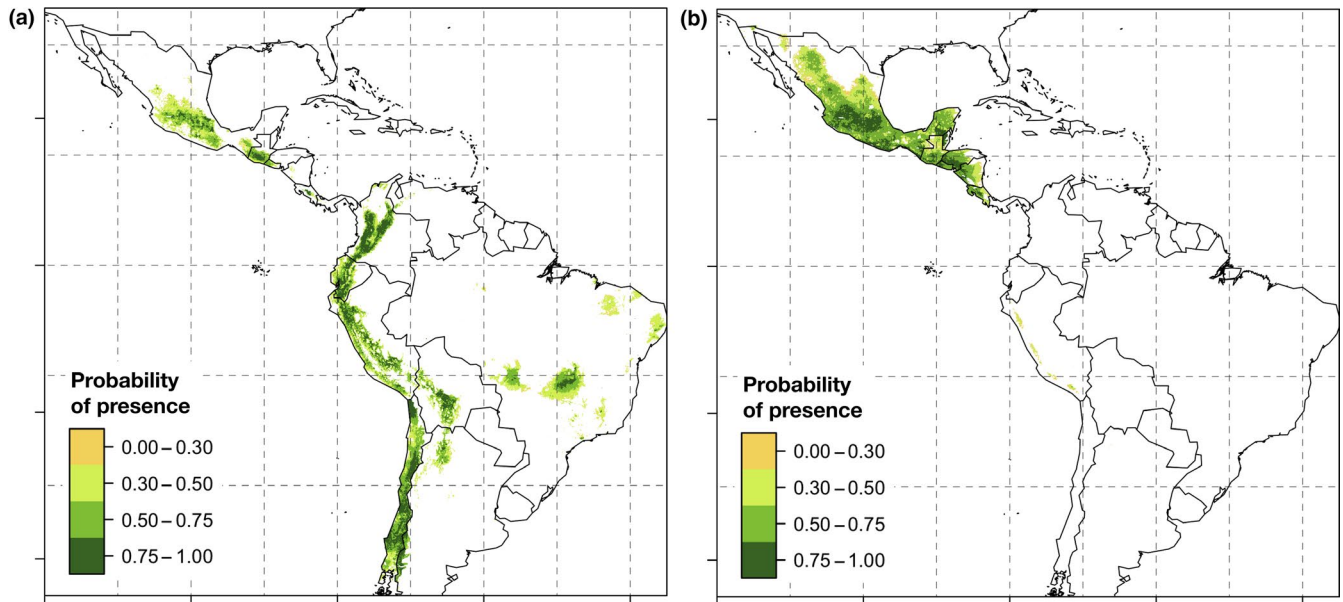 (a)
Probability
of presence
0.00 – 0.30
0.30 – 0.50
0.50 – 0.75
0.75 – 1.00
(b)
Probability
of presence
0.00 – 0.30
0.30 – 0.50
0.50 – 0.75
0.75 – 1.00